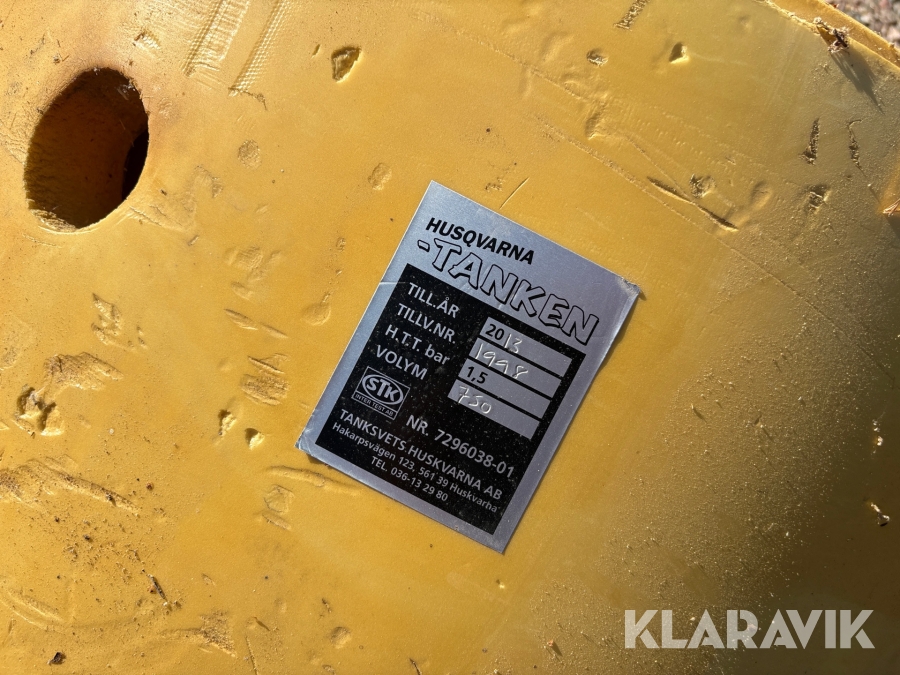 HUSQVARNA
-TANKEN
TILL.ÅR 2013
TILLV.NR. 1998
H.T.T. bar 1,5
VOLYM 750
STK
INTER TEST AB
NR. 7296038-01
TANKSVETS.HUSKVARNA AB
Hakarpsvägen 123, 561 39 Huskvarna
TEL. 036-13 29 80
KLARAVIK